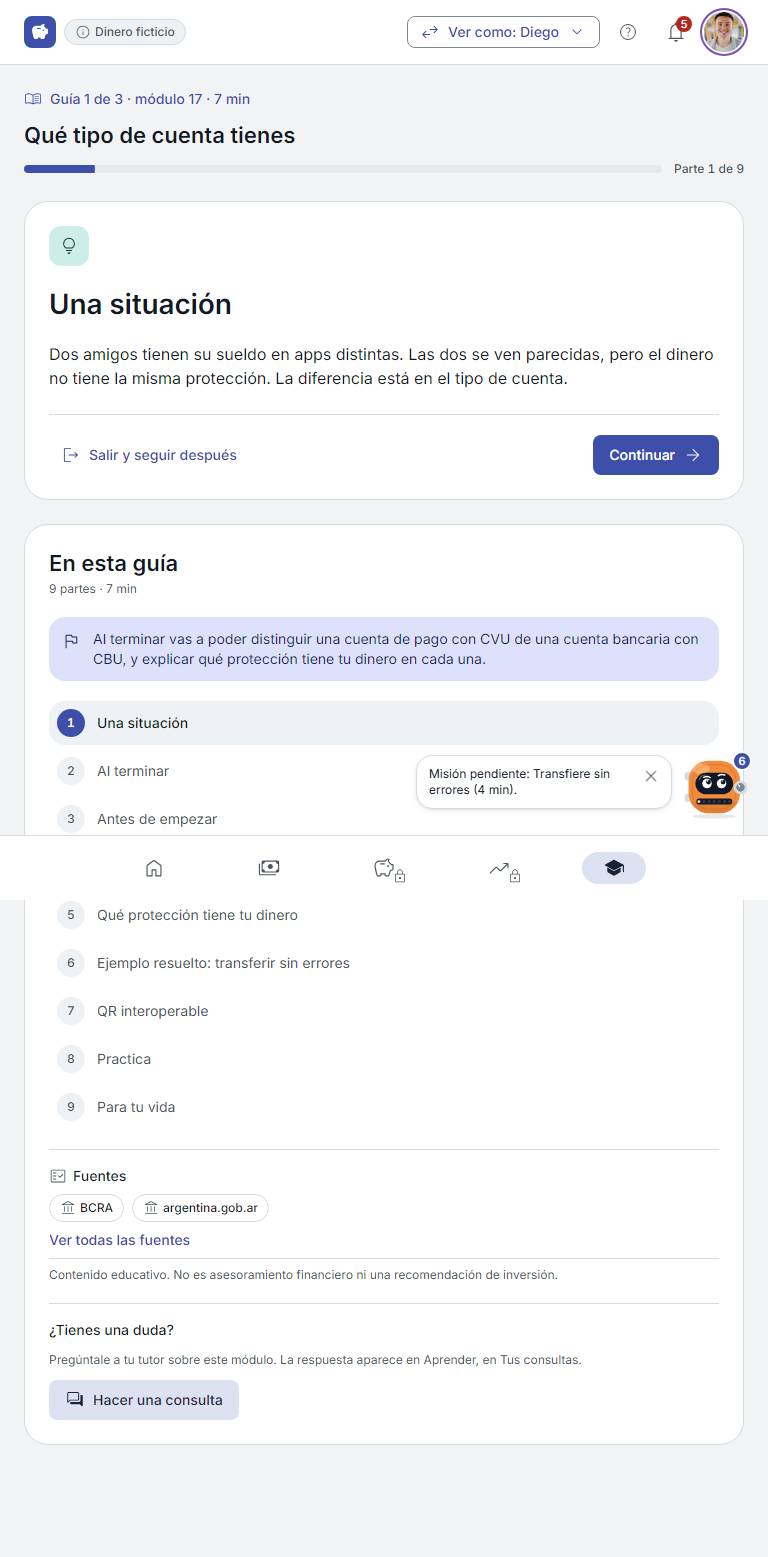 Dinero ficticio
Ver como: Diego
5
Guía 1 de 3 · módulo 17 · 7 min
Qué tipo de cuenta tienes
Parte 1 de 9
Una situación
Dos amigos tienen su sueldo en apps distintas. Las dos se ven parecidas, pero el dinero
no tiene la misma protección. La diferencia está en el tipo de cuenta.
Salir y seguir después
Continuar
En esta guía
9 partes · 7 min
Al terminar vas a poder distinguir una cuenta de pago con CVU de una cuenta bancaria con
CBU, y explicar qué protección tiene tu dinero en cada una.
1 Una situación
2 Al terminar
Misión pendiente: Transfiere sin
errores (4 min).
6
3 Antes de empezar
5 Qué protección tiene tu dinero
6 Ejemplo resuelto: transferir sin errores
7 QR interoperable
8 Practica
9 Para tu vida
Fuentes
BCRA
argentina.gob.ar
Ver todas las fuentes
Contenido educativo. No es asesoramiento financiero ni una recomendación de inversión.
¿Tienes una duda?
Pregúntale a tu tutor sobre este módulo. La respuesta aparece en Aprender, en Tus consultas.
Hacer una consulta